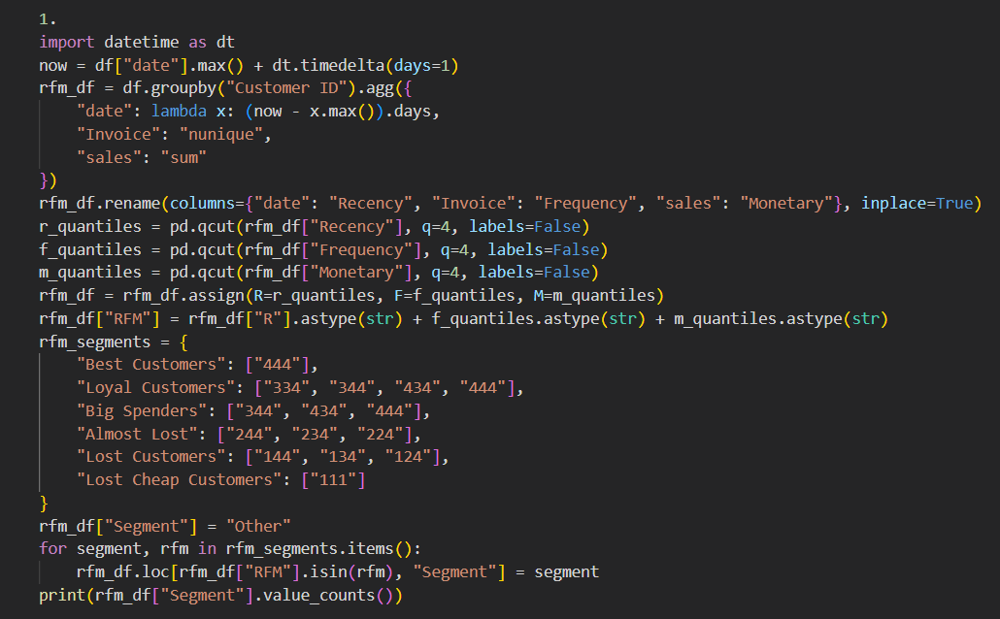 1.
import datetime as dt
now = df["date"].max() + dt.timedelta(days=1)
rfm_df = df.groupby("Customer ID").agg({
    "date": lambda x: (now - x.max()).days,
    "Invoice": "nunique",
    "sales": "sum"
})
rfm_df.rename(columns={"date": "Recency", "Invoice": "Frequency", "sales": "Monetary"}, inplace=True)
r_quantiles = pd.qcut(rfm_df["Recency"], q=4, labels=False)
f_quantiles = pd.qcut(rfm_df["Frequency"], q=4, labels=False)
m_quantiles = pd.qcut(rfm_df["Monetary"], q=4, labels=False)
rfm_df = rfm_df.assign(R=r_quantiles, F=f_quantiles, M=m_quantiles)
rfm_df["RFM"] = rfm_df["R"].astype(str) + f_quantiles.astype(str) + m_quantiles.astype(str)
rfm_segments = {
    "Best Customers": ["444"],
    "Loyal Customers": ["334", "344", "434", "444"],
    "Big Spenders": ["344", "434", "444"],
    "Almost Lost": ["244", "234", "224"],
    "Lost Customers": ["144", "134", "124"],
    "Lost Cheap Customers": ["111"]
}
rfm_df["Segment"] = "Other"
for segment, rfm in rfm_segments.items():
    rfm_df.loc[rfm_df["RFM"].isin(rfm), "Segment"] = segment
print(rfm_df["Segment"].value_counts())